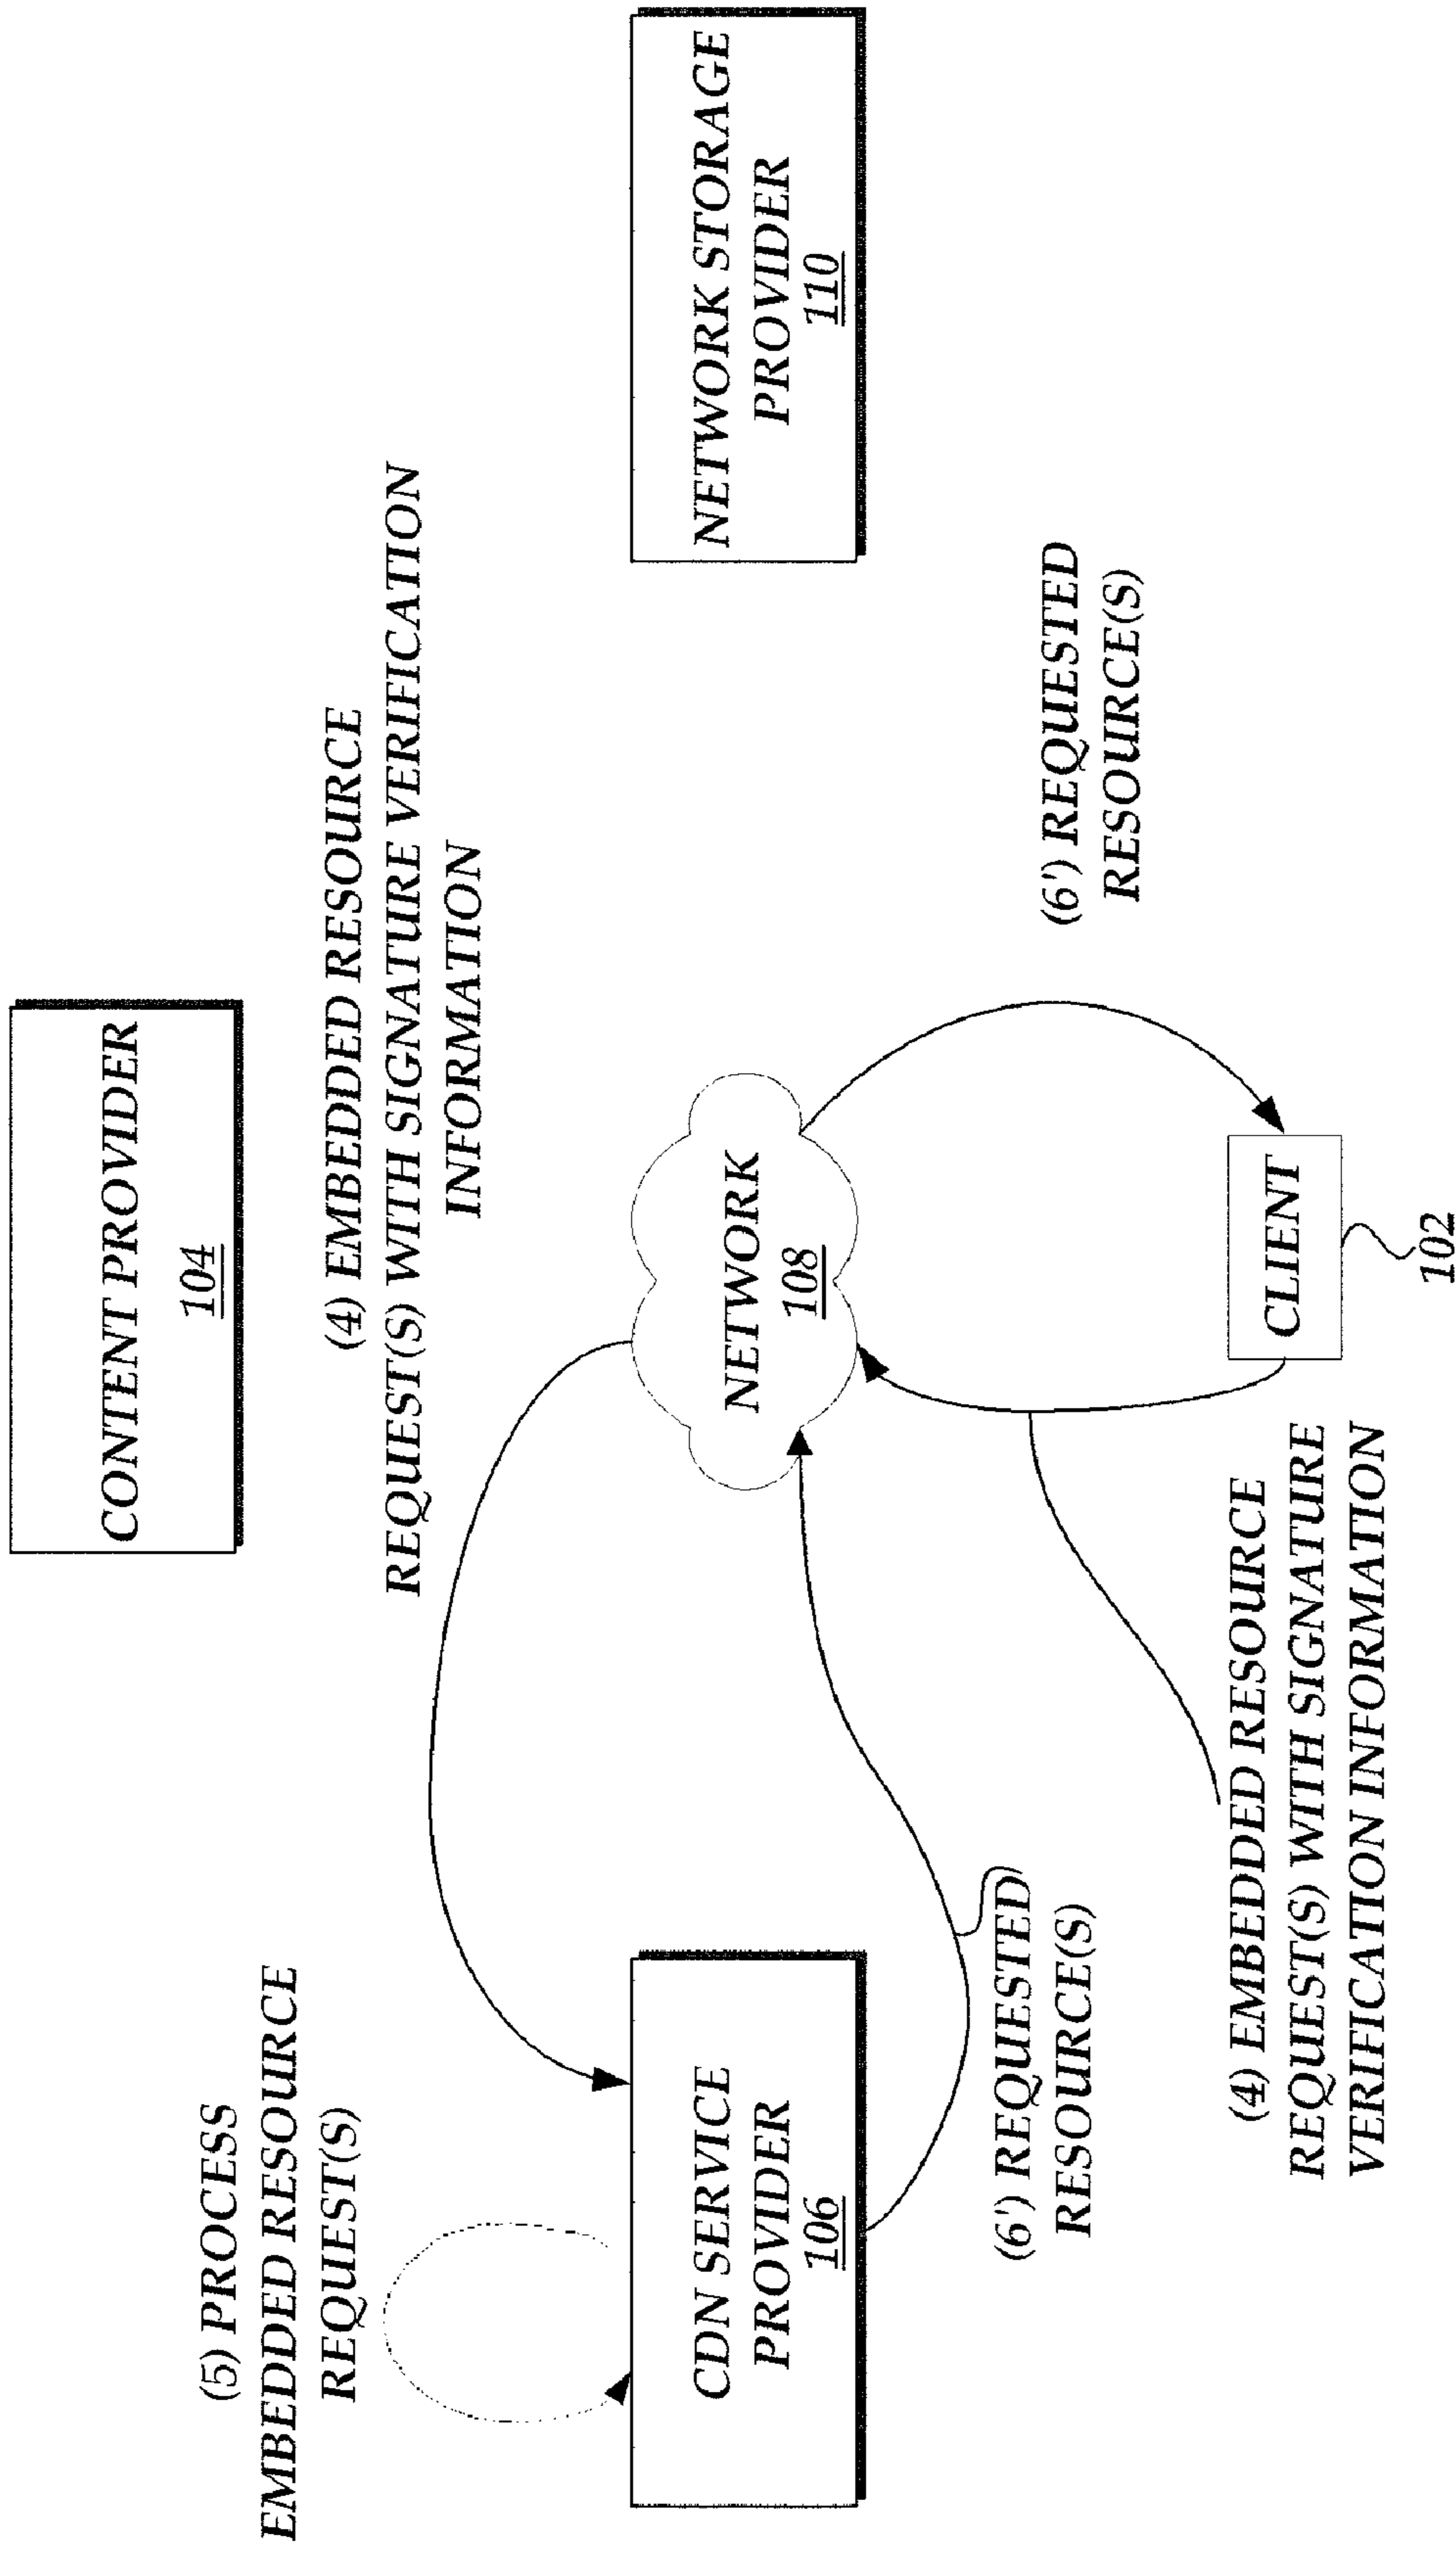 CONTENT PROVIDER
104
(5) PROCESS
EMBEDDED RESOURCE
REQUEST(S)
(4) EMBEDDED RESOURCE
REQUEST(S) WITH SIGNATURE VERIFICATION
INFORMATION
CDN SERVICE
PROVIDER
106
NETWORK
108
NETWORK STORAGE
PROVIDER
110
(6') REQUESTED
RESOURCE(S)
(6') REQUESTED
RESOURCE(S)
(4) EMBEDDED RESOURCE
REQUEST(S) WITH SIGNATURE
VERIFICATION INFORMATION
CLIENT
102